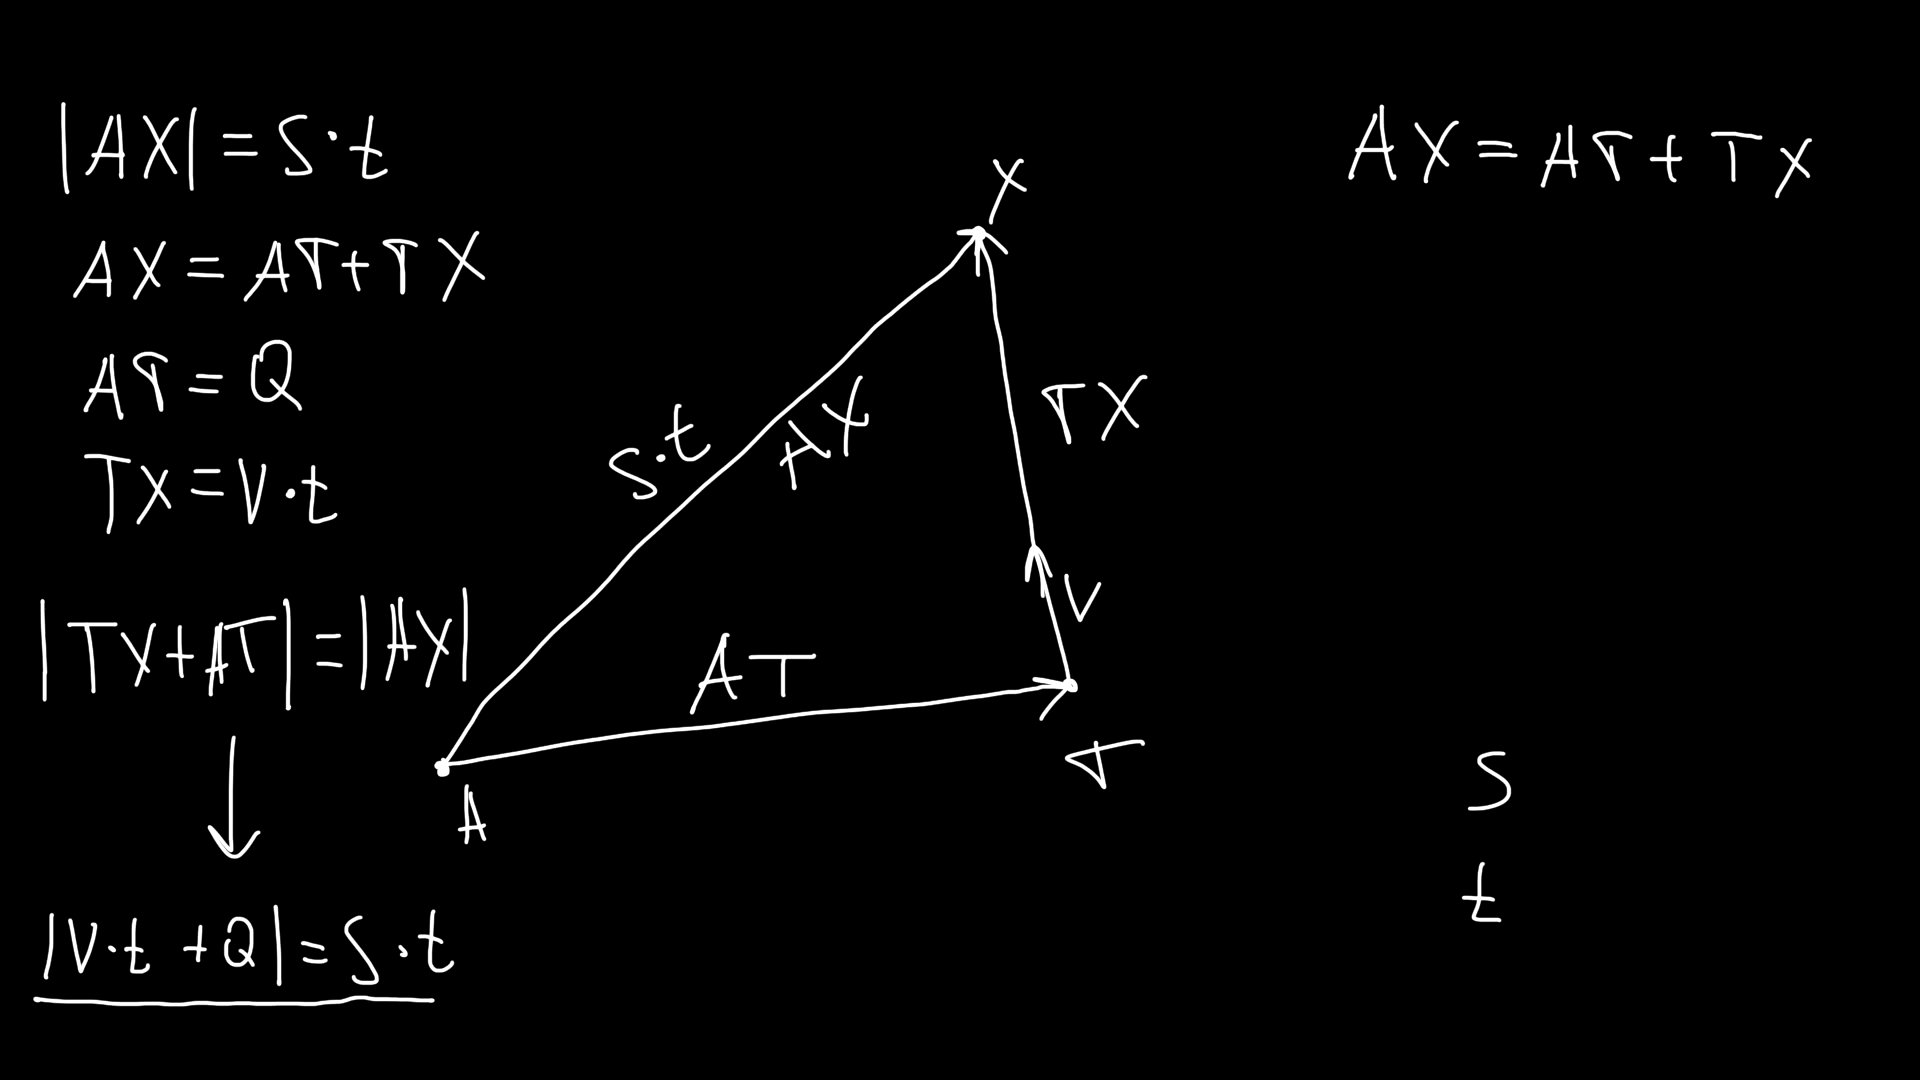 |AX| = S·t
AX = AT + TX
AT = Q
TX = V·t
|TX + AT| = |AX|
|V·t + Q| = S·t
X
S·t
AX
TX
V
AT
T
A
AX = AT + TX
S
t